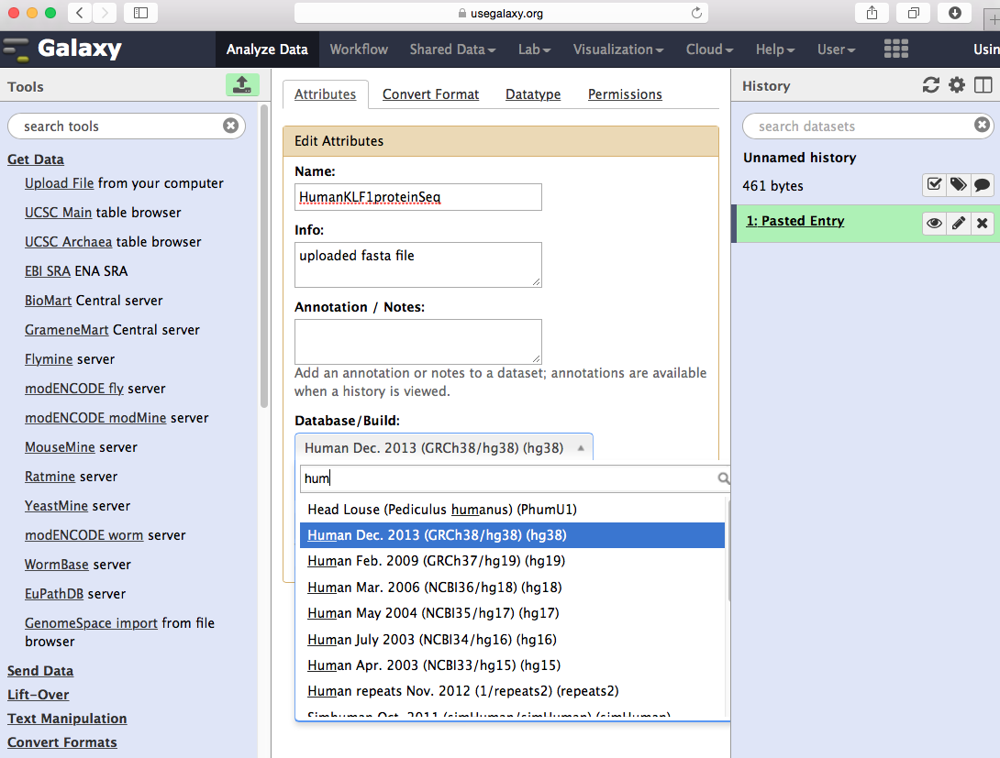 usegalaxy.org
Galaxy
Analyze Data Workflow Shared Data Lab Visualization Cloud Help User Usin
Tools
search tools
Get Data
Upload File from your computer
UCSC Main table browser
UCSC Archaea table browser
EBI SRA ENA SRA
BioMart Central server
GrameneMart Central server
Flymine server
modENCODE fly server
modENCODE modMine server
MouseMine server
Ratmine server
YeastMine server
modENCODE worm server
WormBase server
EuPathDB server
GenomeSpace import from file
browser
Send Data
Lift-Over
Text Manipulation
Convert Formats
Attributes Convert Format Datatype Permissions
Edit Attributes
Name:
HumanKLF1proteinSeq
Info:
uploaded fasta file
Annotation / Notes:
Add an annotation or notes to a dataset; annotations are available
when a history is viewed.
Database/Build:
Human Dec. 2013 (GRCh38/hg38) (hg38)
hum
Head Louse (Pediculus humanus) (PhumU1)
Human Dec. 2013 (GRCh38/hg38) (hg38)
Human Feb. 2009 (GRCh37/hg19) (hg19)
Human Mar. 2006 (NCBI36/hg18) (hg18)
Human May 2004 (NCBI35/hg17) (hg17)
Human July 2003 (NCBI34/hg16) (hg16)
Human Apr. 2003 (NCBI33/hg15) (hg15)
Human repeats Nov. 2012 (1/repeats2) (repeats2)
Simhuman Oct. 2011 (simHuman/simHuman) (simHuman)
History
search datasets
Unnamed history
461 bytes
1: Pasted Entry